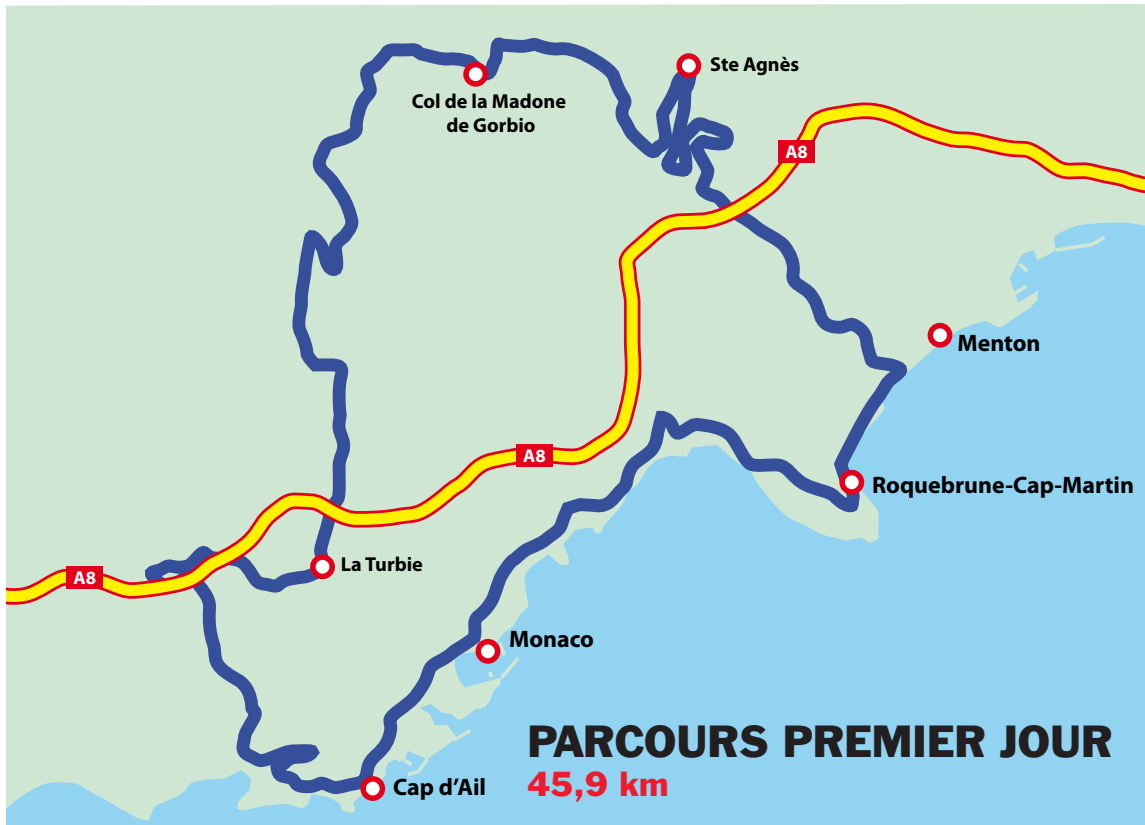 Ste Agnès
Col de la Madone
de Gorbio
A8
Menton
A8
Roquebrune-Cap-Martin
La Turbie
A8
Monaco
PARCOURS PREMIER JOUR
45,9 km
Cap d'Ail